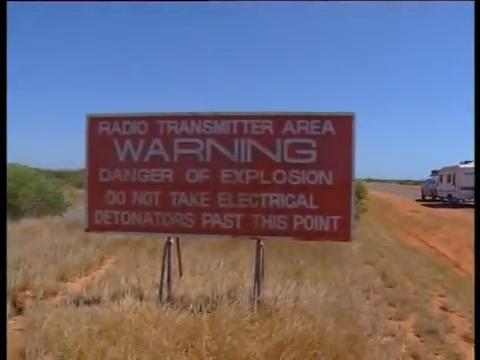 RADIO TRANSMITTER AREA
WARNING
DANGER OF EXPLOSION
DO NOT TAKE ELECTRICAL
DETONATORS PAST THIS POINT